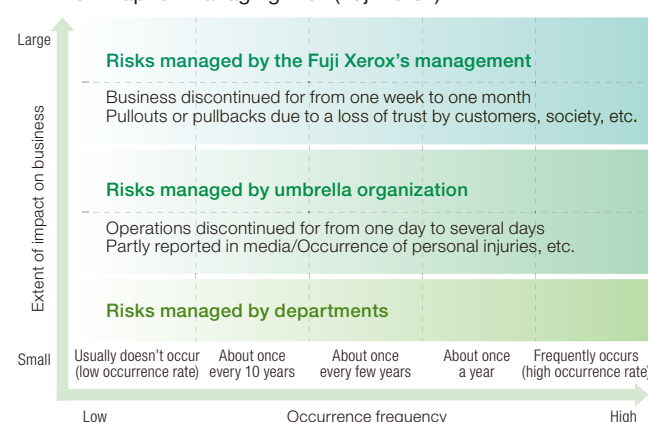 Large
Risks managed by the Fuji Xerox’s management
Business discontinued for from one week to one month
Pullouts or pullbacks due to a loss of trust by customers, society, etc.
Extent of impact on business
Risks managed by umbrella organization
Operations discontinued for from one day to several days
Partly reported in media/Occurrence of personal injuries, etc.
Risks managed by departments
Small
Usually doesn’t occur
(low occurrence rate)
About once
every 10 years
About once
every few years
About once
a year
Frequently occurs
(high occurrence rate)
Low
Occurrence frequency
High